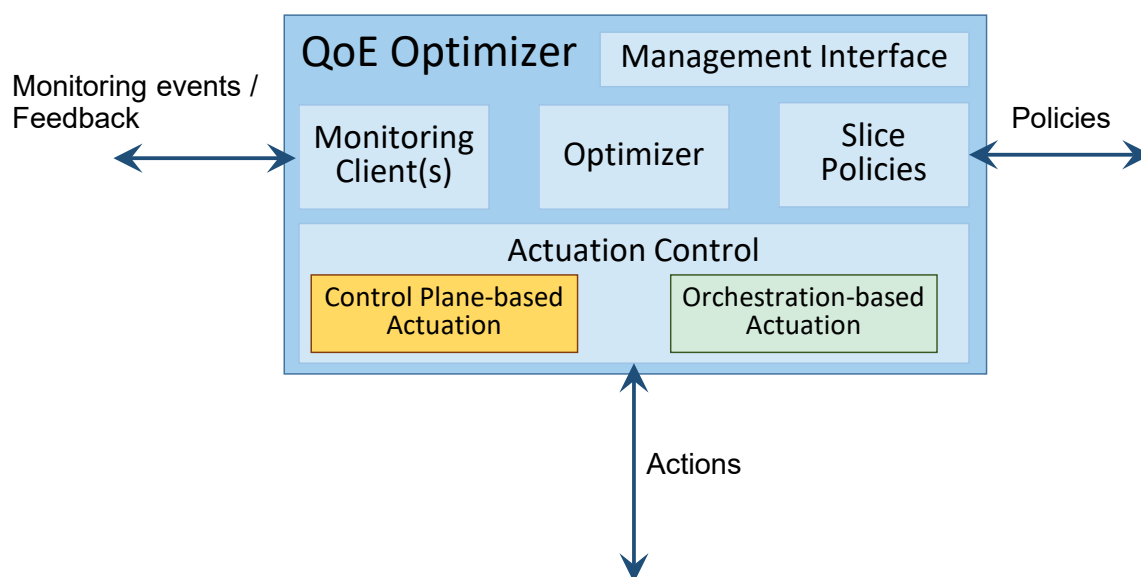 QoE Optimizer
Management Interface
Monitoring events /
Feedback
Monitoring
Client(s)
Optimizer
Slice
Policies
Policies
Actuation Control
Control Plane-based
Actuation
Orchestration-based
Actuation
Actions